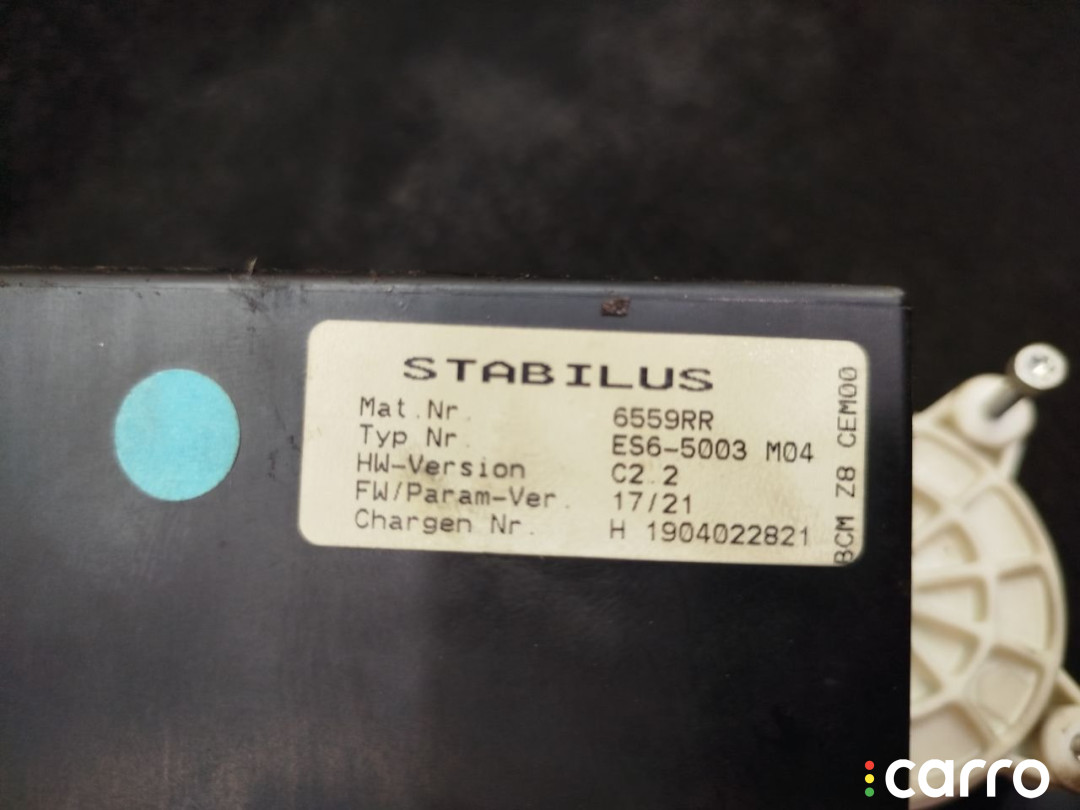 STABILUS
Mat.Nr. 6559RR
Typ Nr. ES6-5003 M04
HW-Version C2.2
FW/Param-Ver. 17/21
Chargen Nr. H 1904022821
BCM Z8 CEM00
carro